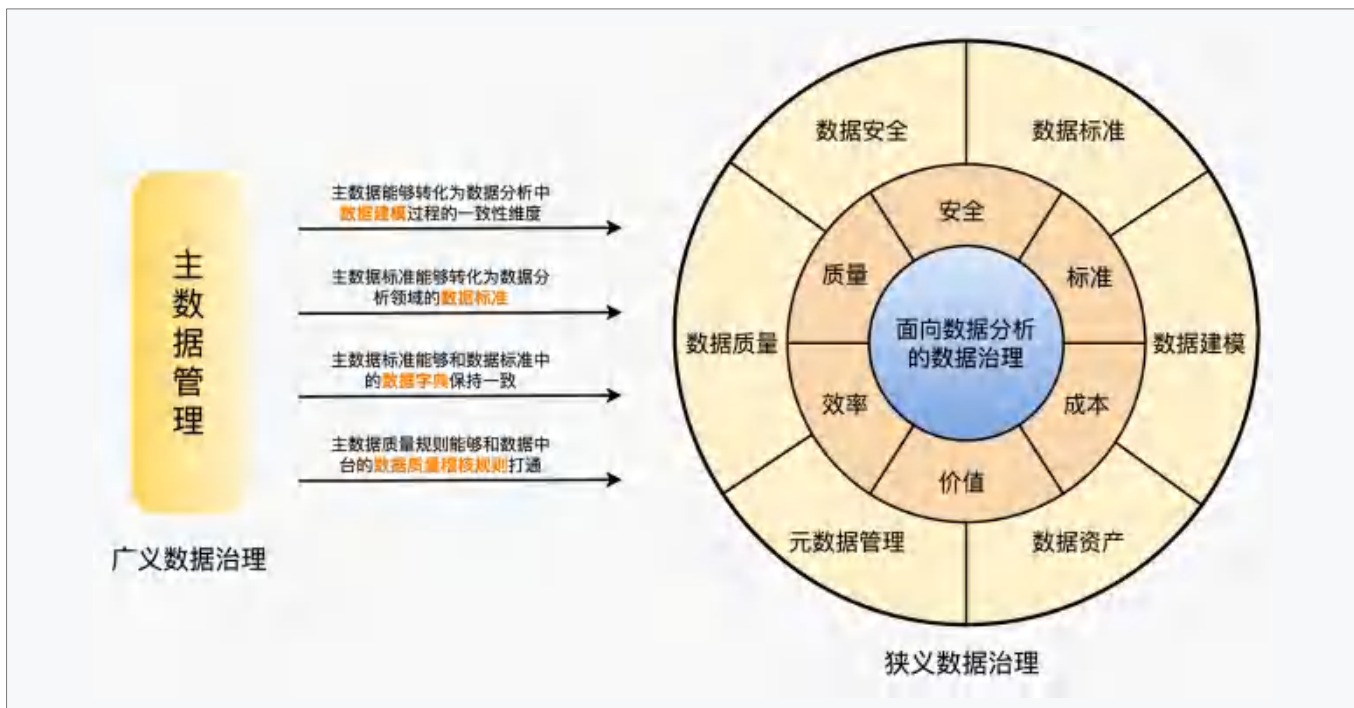 主数据管理
广义数据治理
主数据能够转化为数据分析中
数据建模过程的一致性维度
主数据标准能够转化为数据分
析领域的数据标准
主数据标准能够和数据标准中
的数据字典保持一致
主数据质量规则能够和数据中
台的数据质量稽核规则打通
数据安全
数据标准
数据质量
数据建模
元数据管理
数据资产
安全
质量
标准
效率
成本
价值
面向数据分析
的数据治理
狭义数据治理